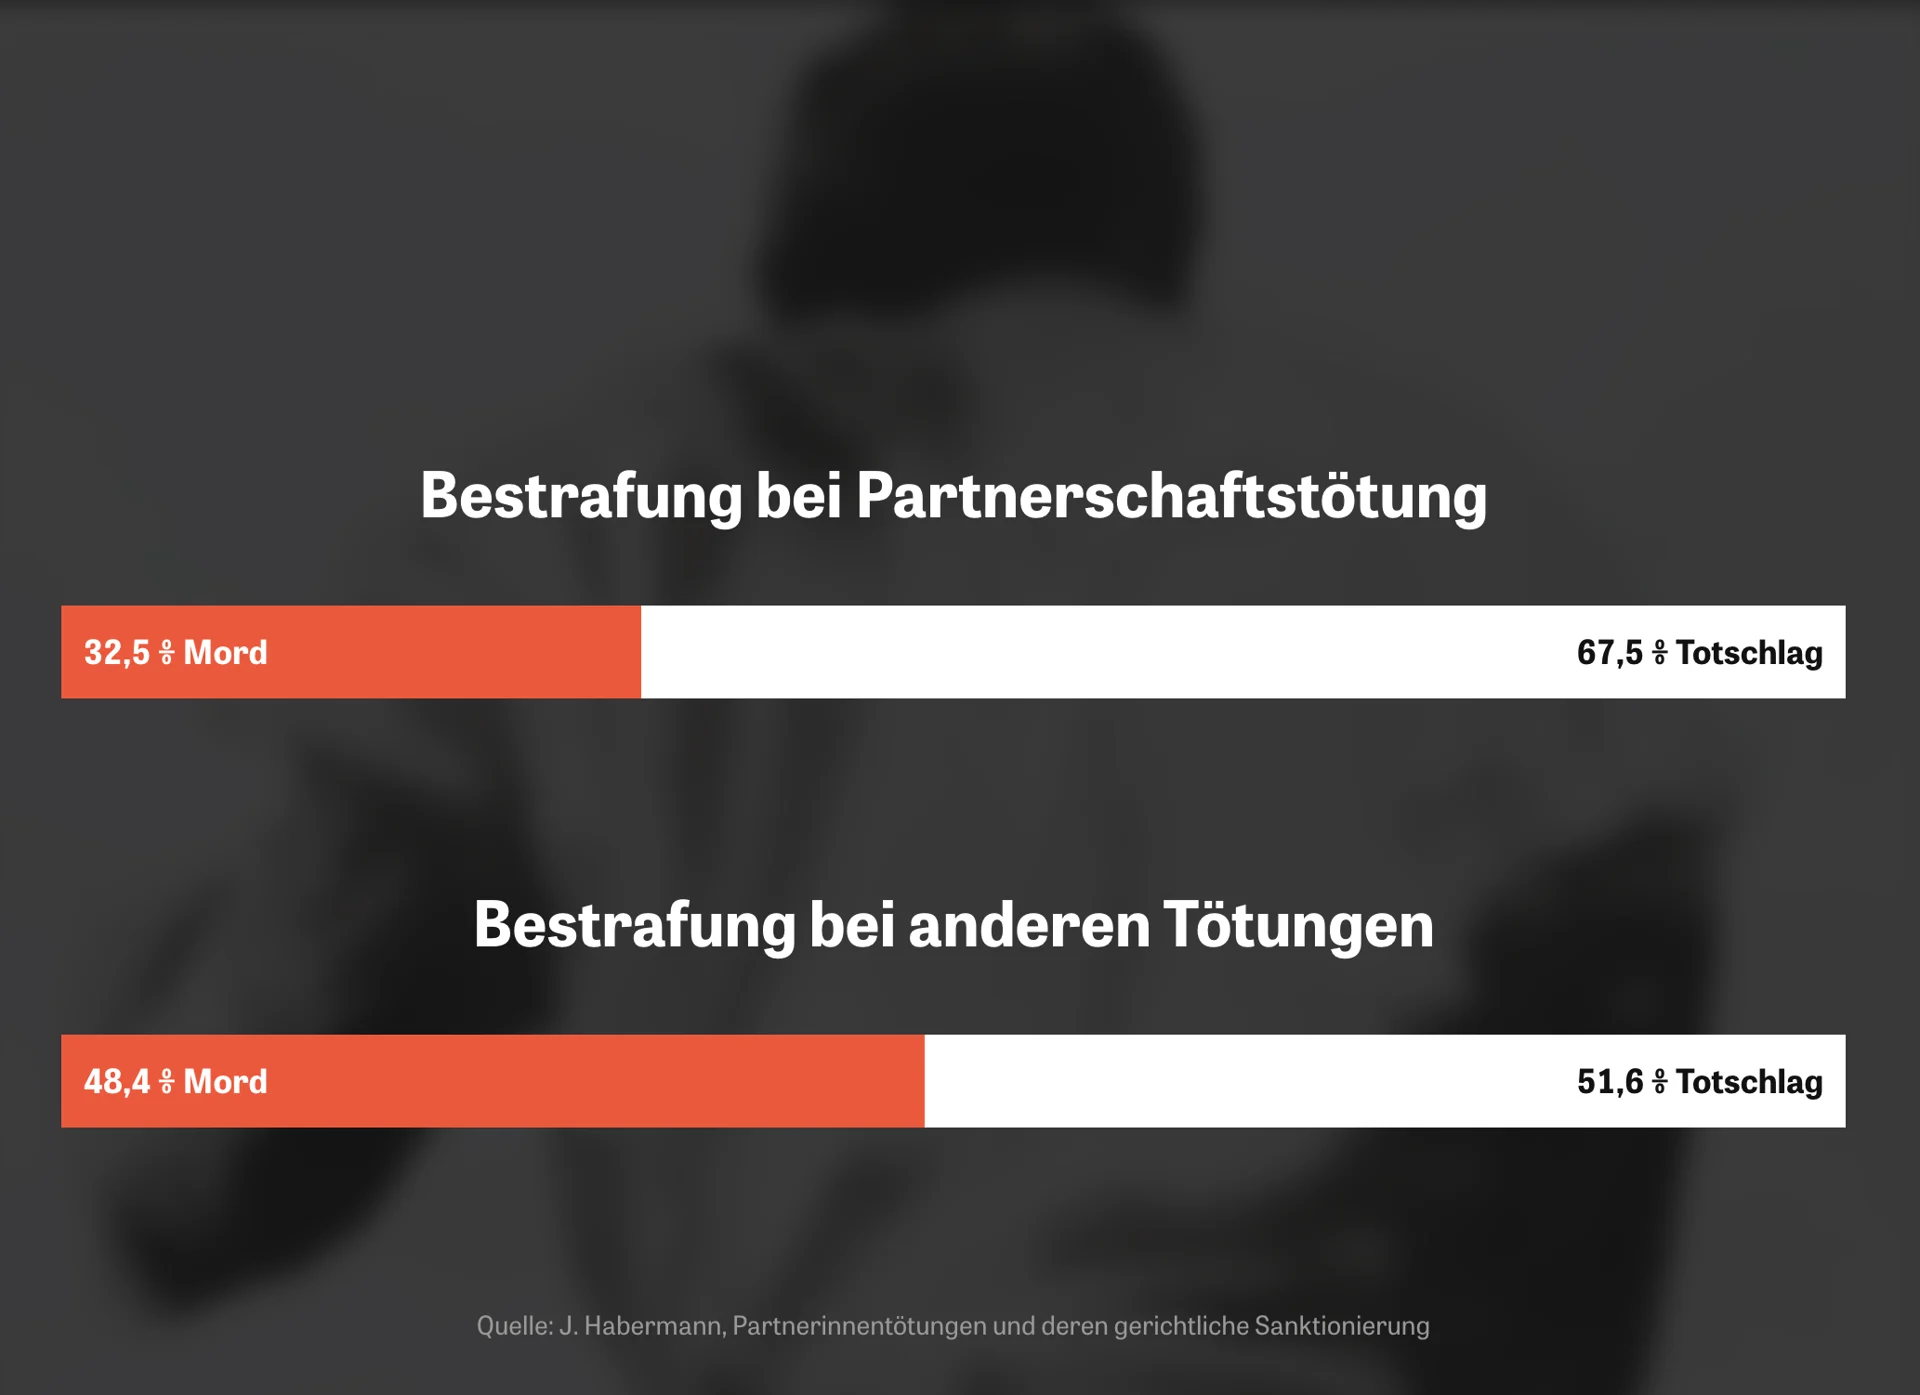 Bestrafung bei Partnerschaftstötung
32,5 % Mord
67,5 % Totschlag
Bestrafung bei anderen Tötungen
48,4 % Mord
51,6 % Totschlag
Quelle: J. Habermann, Partnerinnentötungen und deren gerichtliche Sanktionierung